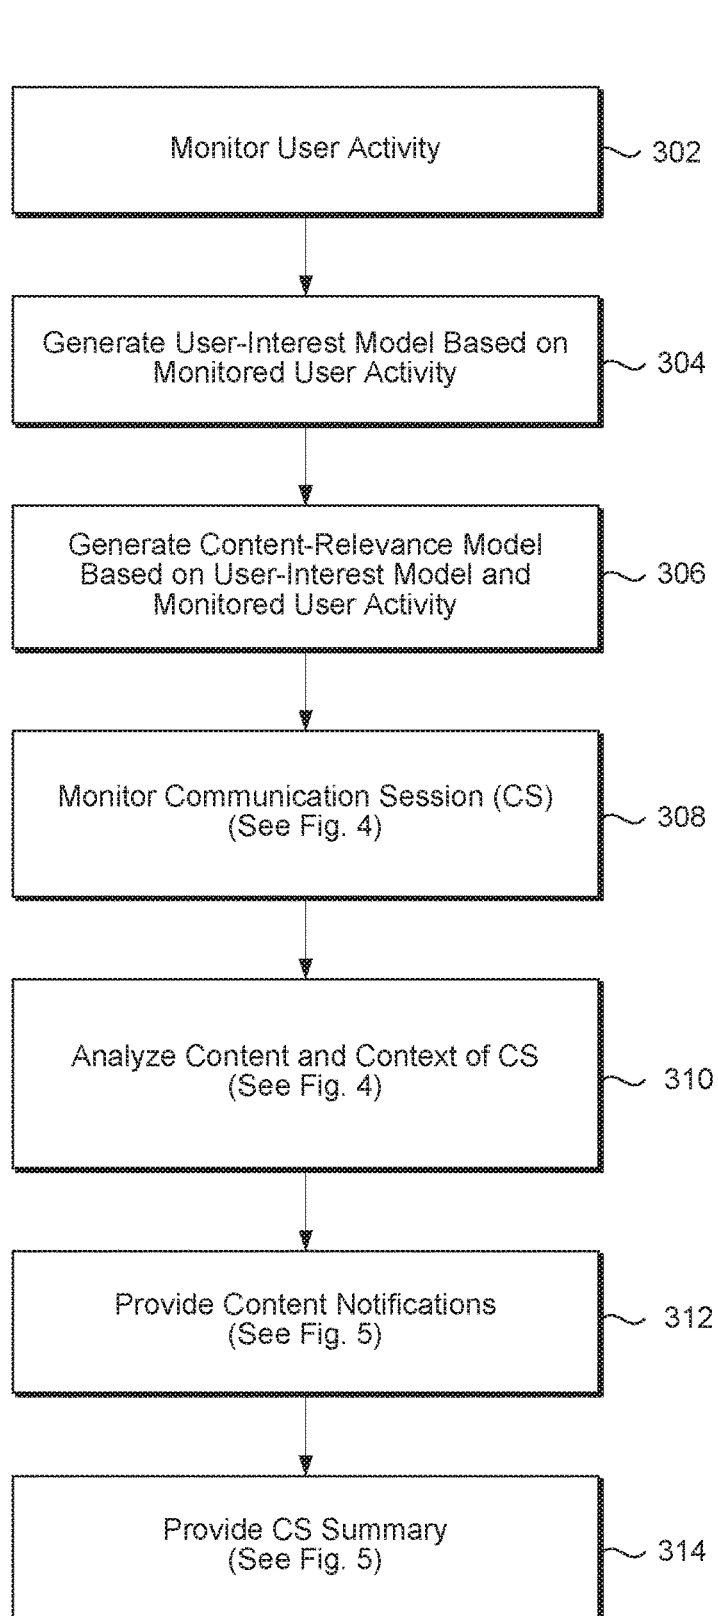 Monitor User Activity
302
Generate User-Interest Model Based on
Monitored User Activity
304
Generate Content-Relevance Model
Based on User-Interest Model and
Monitored User Activity
306
Monitor Communication Session (CS)
(See Fig. 4)
308
Analyze Content and Context of CS
(See Fig. 4)
310
Provide Content Notifications
(See Fig. 5)
312
Provide CS Summary
(See Fig. 5)
314